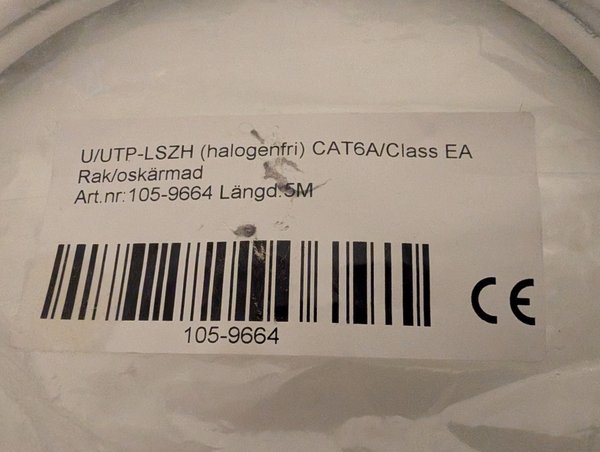 U/UTP-LSZH (halogenfri) CAT6A/Class EA
Rak/oskärmad
Art.nr:105-9664 Längd:5M
CE
105-9664